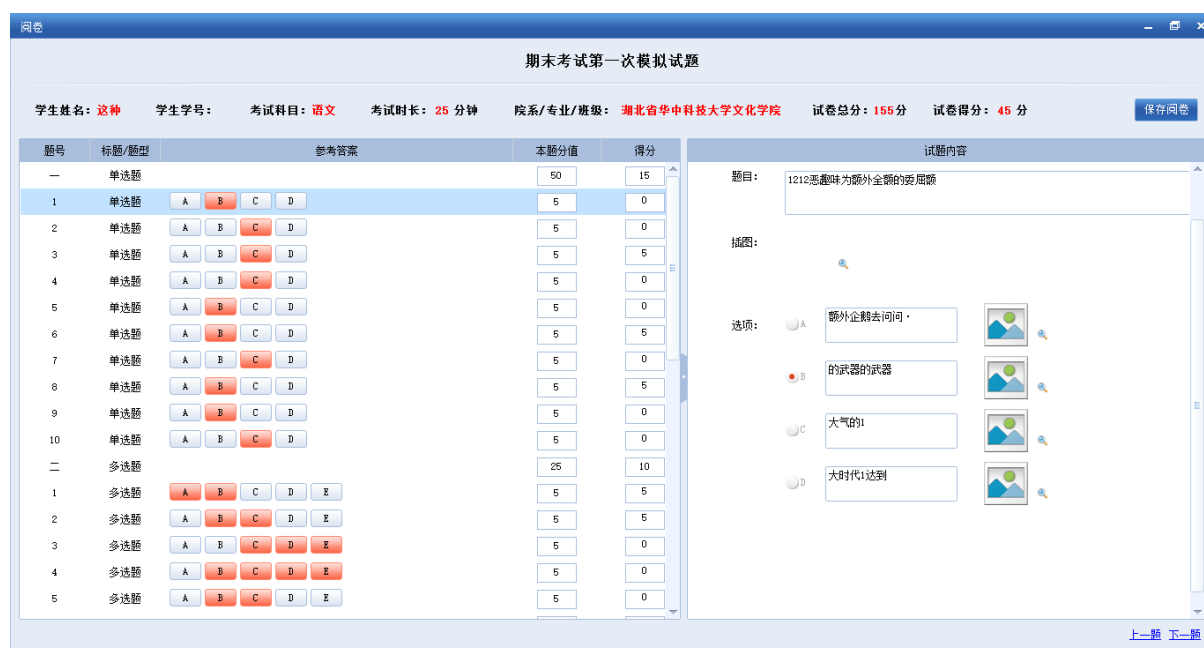 阅卷
期末考试第一次模拟试题
学生姓名: 这种 学生学号: 考试科目: 语文 考试时长: 25 分钟 院系/专业/班级: 湖北省华中科技大学文化学院 试卷总分: 155分 试卷得分: 45 分 保存阅卷
题号 标题/题型 参考答案 本题分值 得分
一 单选题 50 15
1 单选题 A B C D 5 0
2 单选题 A B C D 5 0
3 单选题 A B C D 5 5
4 单选题 A B C D 5 0
5 单选题 A B C D 5 0
6 单选题 A B C D 5 5
7 单选题 A B C D 5 0
8 单选题 A B C D 5 5
9 单选题 A B C D 5 0
10 单选题 A B C D 5 0
二 多选题 25 10
1 多选题 A B C D E 5 5
2 多选题 A B C D E 5 5
3 多选题 A B C D E 5 0
4 多选题 A B C D E 5 0
5 多选题 A B C D E 5 0
试题内容
题目: 1212恶趣味为额外全额的委屈额
插图:
选项: A 额外企鹅去问问·
B 的武器的武器
C 大气的1
D 大时代1达到
上一题 下一题